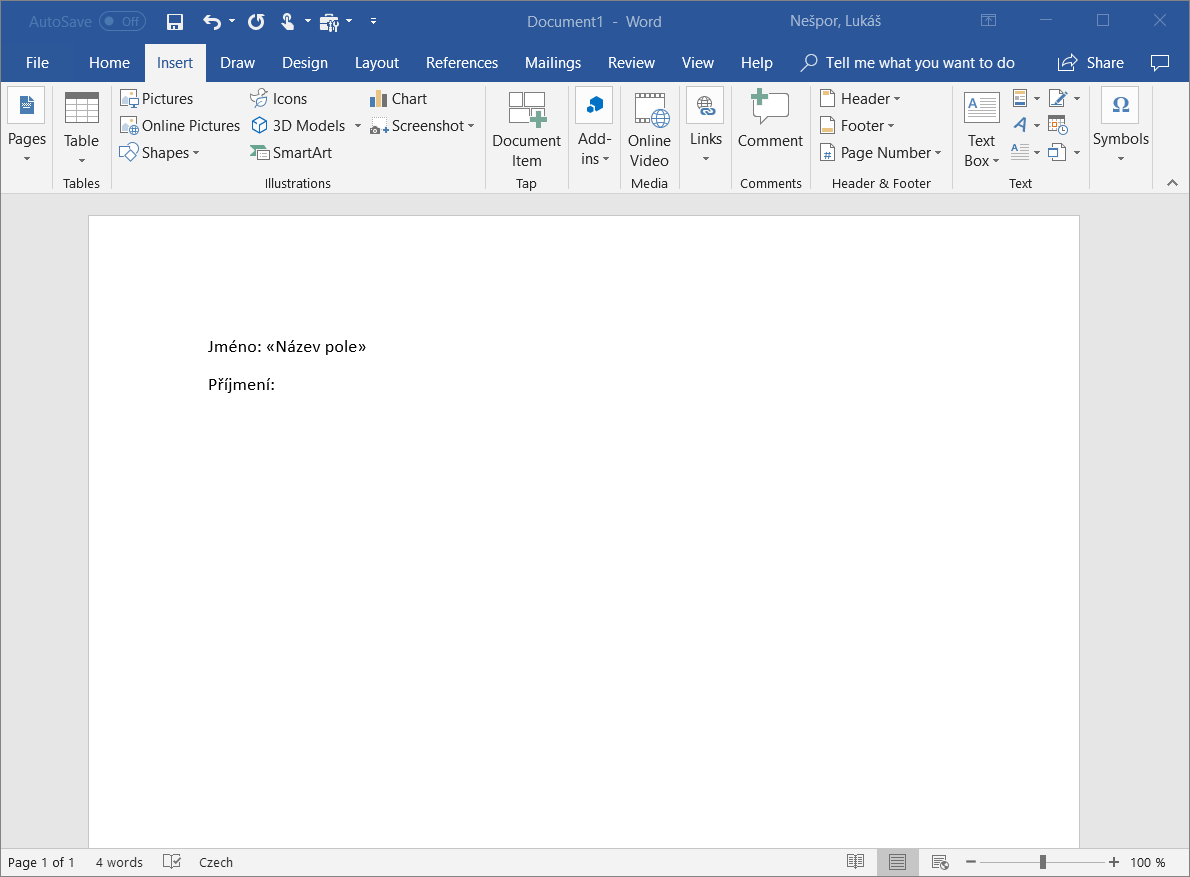 AutoSave Off
Document1 - Word
Nešpor, Lukáš
File Home Insert Draw Design Layout References Mailings Review View Help Tell me what you want to do Share
Pages
Table
Tables
Pictures
Online Pictures
Shapes
Icons
3D Models
SmartArt
Chart
Screenshot
Illustrations
Document
Item
Tap
Add-
ins
Online
Video
Media
Links
Comment
Comments
Header
Footer
Page Number
Header & Footer
Text
Box
Text
Symbols
Jméno: «Název pole»
Příjmení:
Page 1 of 1 4 words Czech 100 %